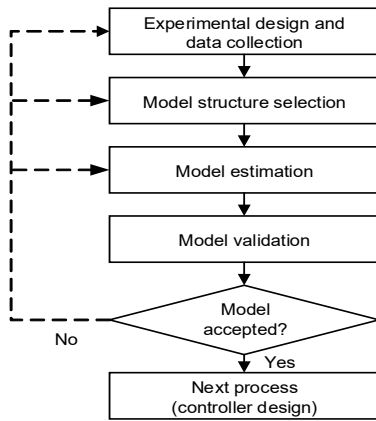 Experimental design and
data collection
Model structure selection
Model estimation
Model validation
Model
accepted?
No
Yes
Next process
(controller design)